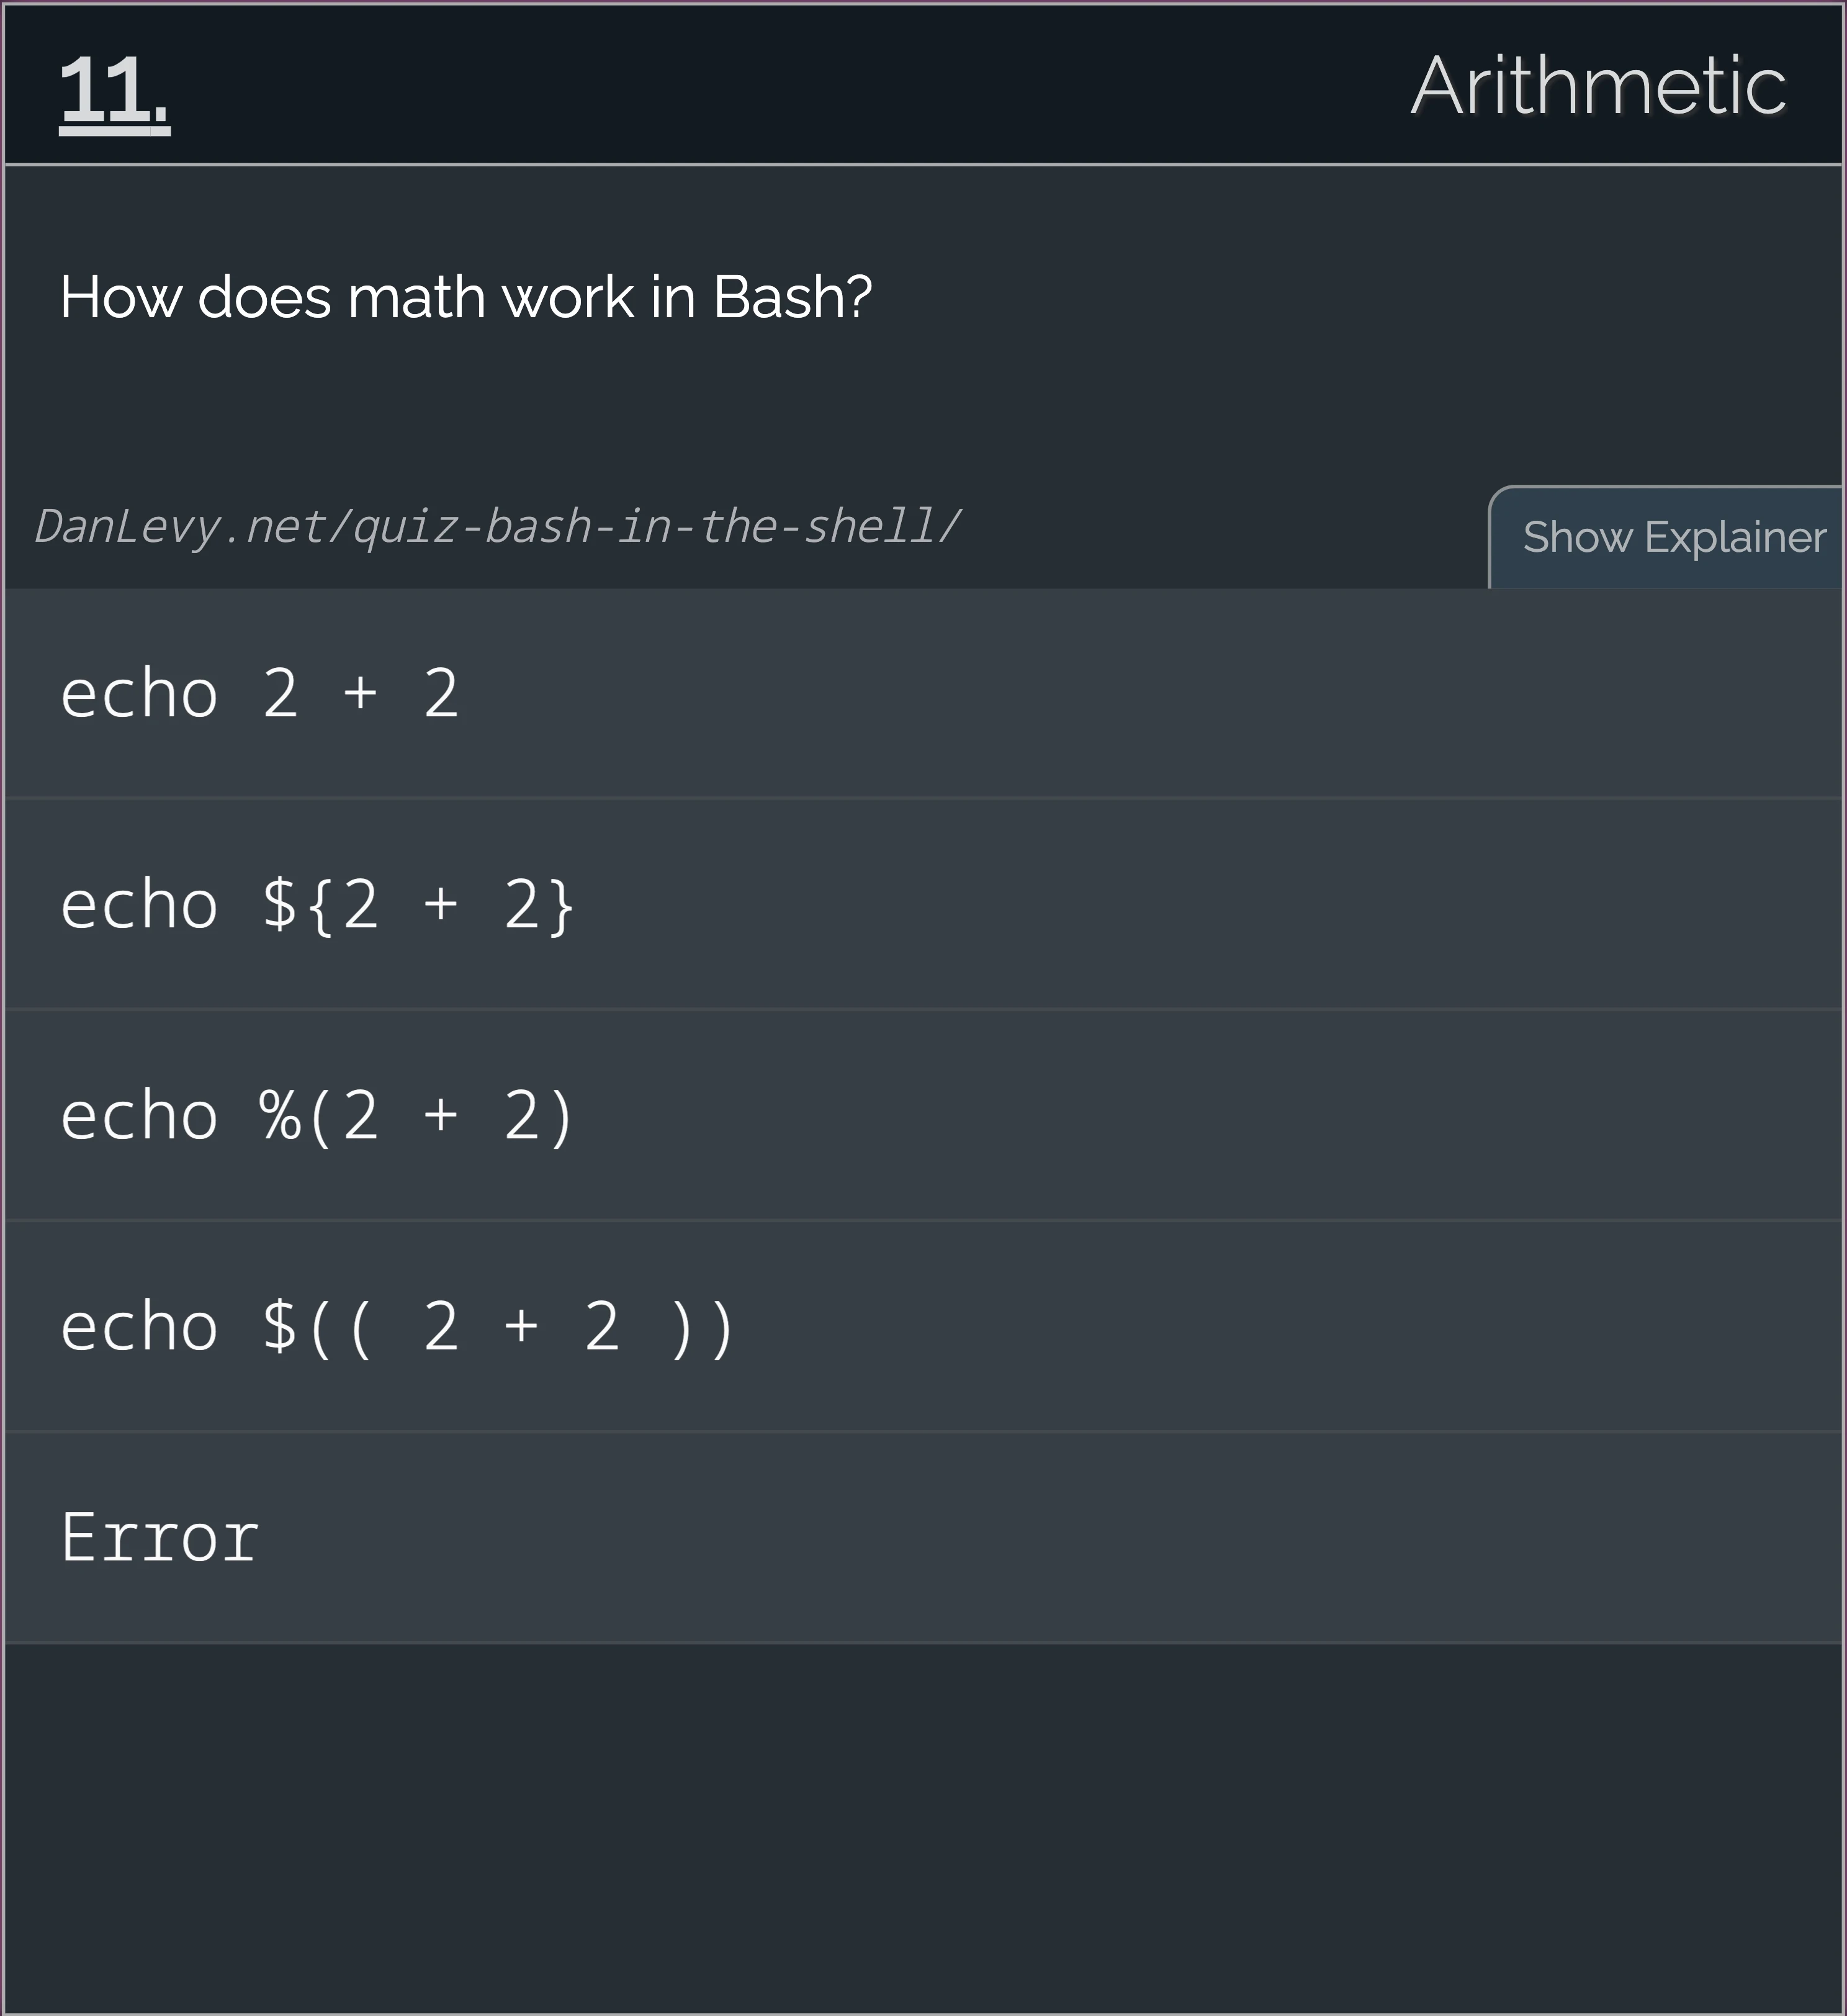 11.
Arithmetic
How does math work in Bash?
DanLevy.net/quiz-bash-in-the-shell/
Show Explainer
echo 2 + 2
echo ${2 + 2}
echo %(2 + 2)
echo $(( 2 + 2 ))
Error